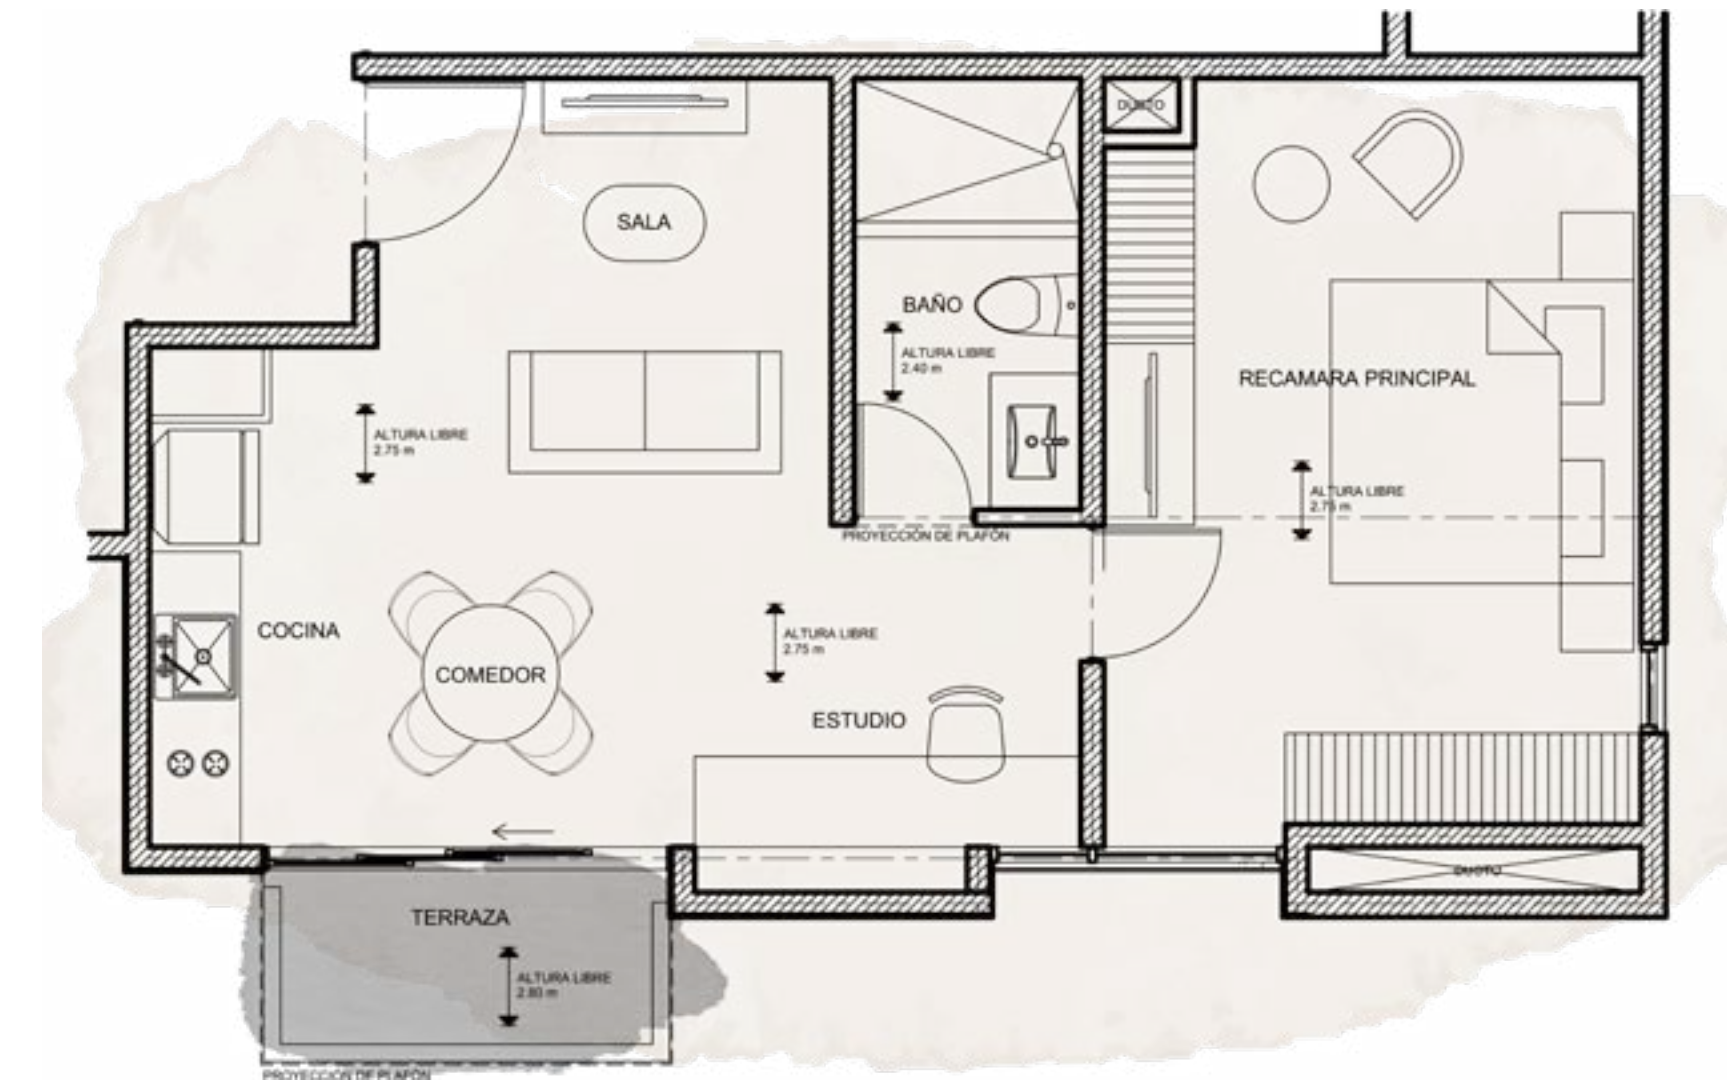 DUCTO
SALA
BAÑO
ALTURA LIBRE
2.40 m
RECAMARA PRINCIPAL
ALTURA LIBRE
2.75 m
ALTURA LIBRE
2.75 m
PROYECCIÓN DE PLAFÓN
COCINA
COMEDOR
ALTURA LIBRE
2.75 m
ESTUDIO
DUCTO
TERRAZA
ALTURA LIBRE
2.80 m
PROYECCIÓN DE PLAFÓN